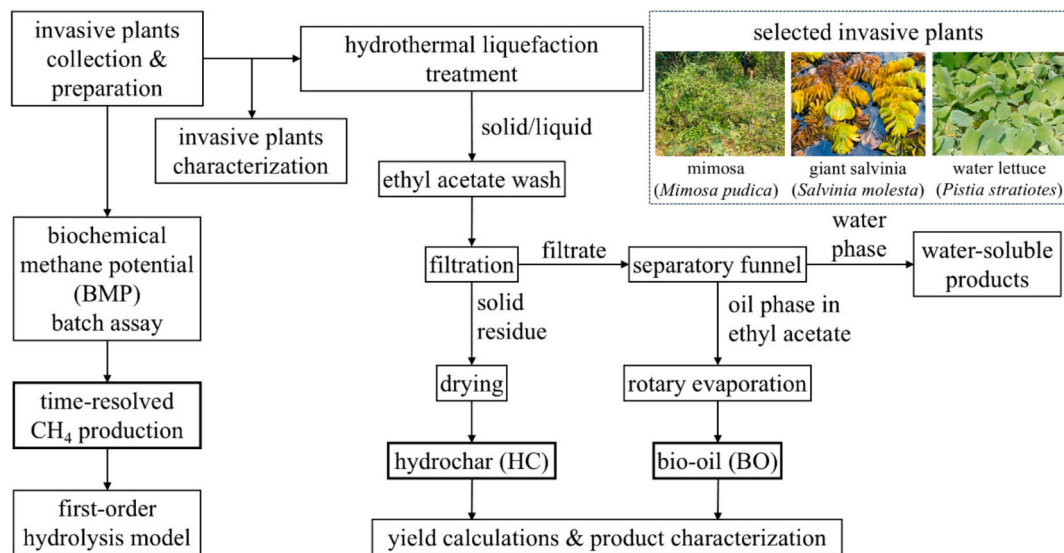 invasive plants
collection &
preparation
hydrothermal liquefaction
treatment
selected invasive plants
invasive plants
characterization
solid/liquid
mimosa
(Mimosa pudica)
giant salvinia
(Salvinia molesta)
water lettuce
(Pistia stratiotes)
ethyl acetate wash
biochemical
methane potential
(BMP)
batch assay
filtration
filtrate
separatory funnel
water
phase
water-soluble
products
solid
residue
oil phase in
ethyl acetate
time-resolved
CH₄ production
drying
rotary evaporation
hydrochar (HC)
bio-oil (BO)
first-order
hydrolysis model
yield calculations & product characterization